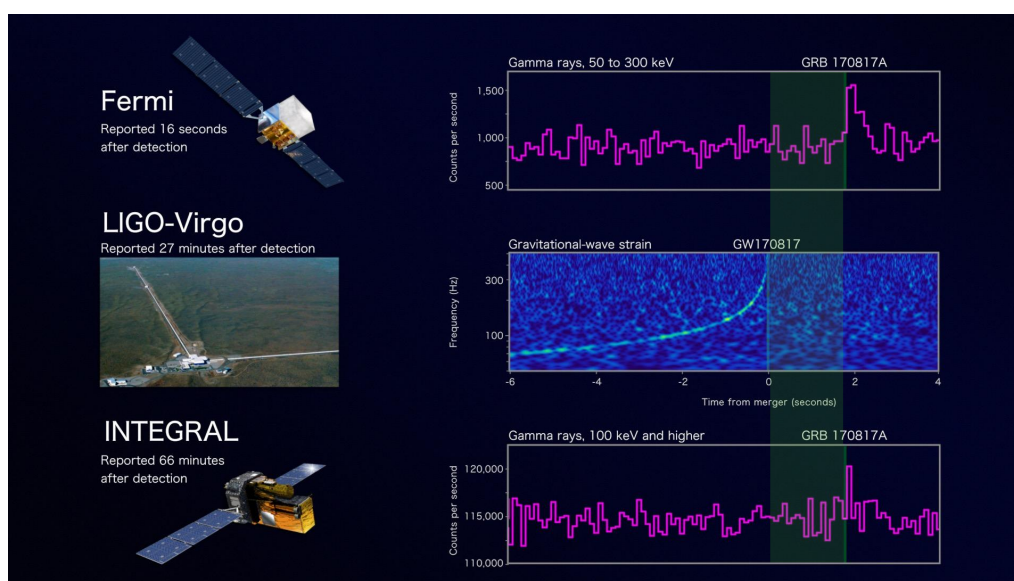 Fermi
Reported 16 seconds
after detection
Gamma rays, 50 to 300 keV
GRB 170817A
Counts per second
1,500
1,000
500
LIGO-Virgo
Reported 27 minutes after detection
Gravitational-wave strain
GW170817
Frequency (Hz)
300
100
-6
-4
-2
0
2
4
Time from merger (seconds)
INTEGRAL
Reported 66 minutes
after detection
Gamma rays, 100 keV and higher
GRB 170817A
Counts per second
120,000
115,000
110,000